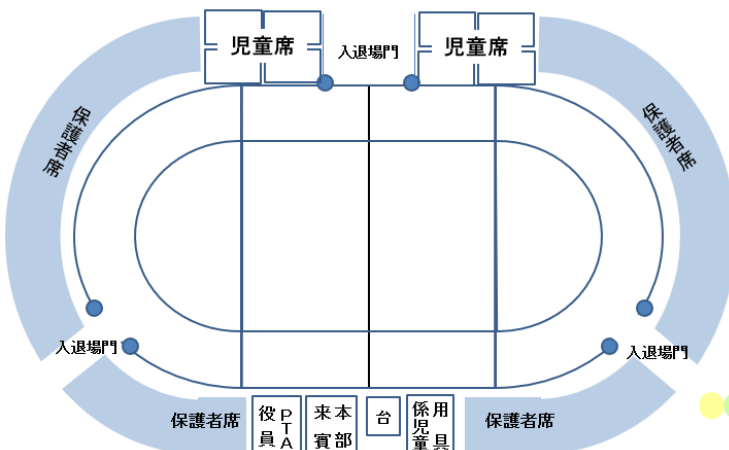 児童席
入退場門
児童席
保護者席
保護者席
入退場門
入退場門
保護者席
PTA
役員
本部
来賓
台
用具
係児童
保護者席